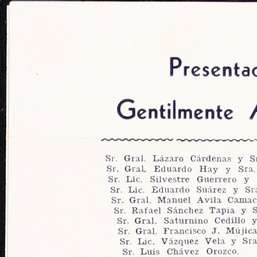 Presentac
Gentilmente A
Sr. Gral. Lázaro Cárdenas y S
Sr. Gral. Eduardo Hay y Sra.
Sr. Lic. Silvestre Guerrero y
Sr. Lic. Eduardo Suárez y Sra
Sr. Gral. Manuel Avila Camac
Sr. Rafael Sánchez Tapia y S
Sr. Gral. Saturnino Cedillo y
Sr. Gral. Francisco J. Mújica
Sr. Lic. Vázquez Vela y Sra
Sr. Luis Chávez Orozco.